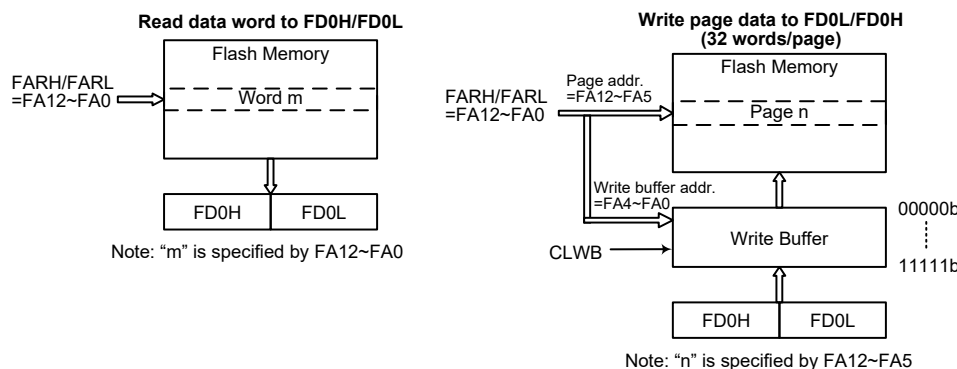 Read data word to FD0H/FD0L
Flash Memory
FARH/FARL
=FA12~FA0
Word m
FD0H
FD0L
Note: “m” is specified by FA12~FA0
Write page data to FD0L/FD0H
(32 words/page)
Flash Memory
FARH/FARL
=FA12~FA0
Page addr.
=FA12~FA5
Page n
Write buffer addr.
=FA4~FA0
Write Buffer
CLWB
00000b
11111b
FD0H
FD0L
Note: “n” is specified by FA12~FA5